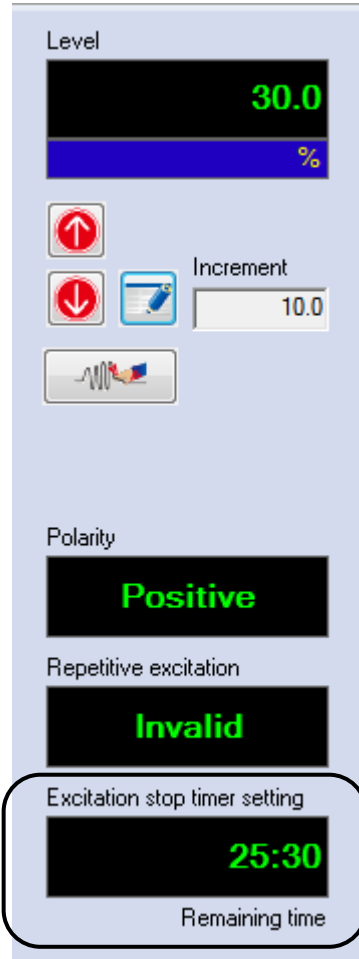 Level
30.0
%
Increment
10.0
Polarity
Positive
Repetitive excitation
Invalid
Excitation stop timer setting
25:30
Remaining time